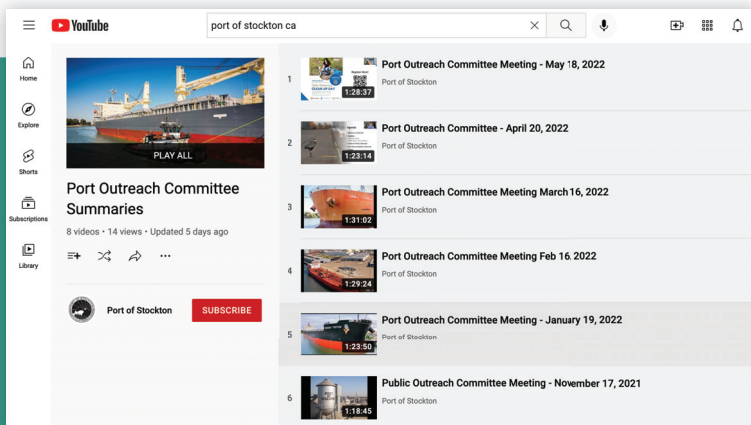 YouTube
port of stockton ca
Home
Explore
Shorts
Subscriptions
Library
PLAY ALL
Port Outreach Committee
Summaries
8 videos • 14 views • Updated 5 days ago
Port of Stockton
SUBSCRIBE
1
1:28:37
Port Outreach Committee Meeting - May 18, 2022
Port of Stockton
2
1:23:14
Port Outreach Committee - April 20, 2022
Port of Stockton
3
1:31:02
Port Outreach Committee Meeting March 16, 2022
Port of Stockton
4
1:29:24
Port Outreach Committee Meeting Feb 16, 2022
Port of Stockton
5
1:23:50
Port Outreach Committee Meeting - January 19, 2022
Port of Stockton
6
1:18:45
Public Outreach Committee Meeting - November 17, 2021
Port of Stockton